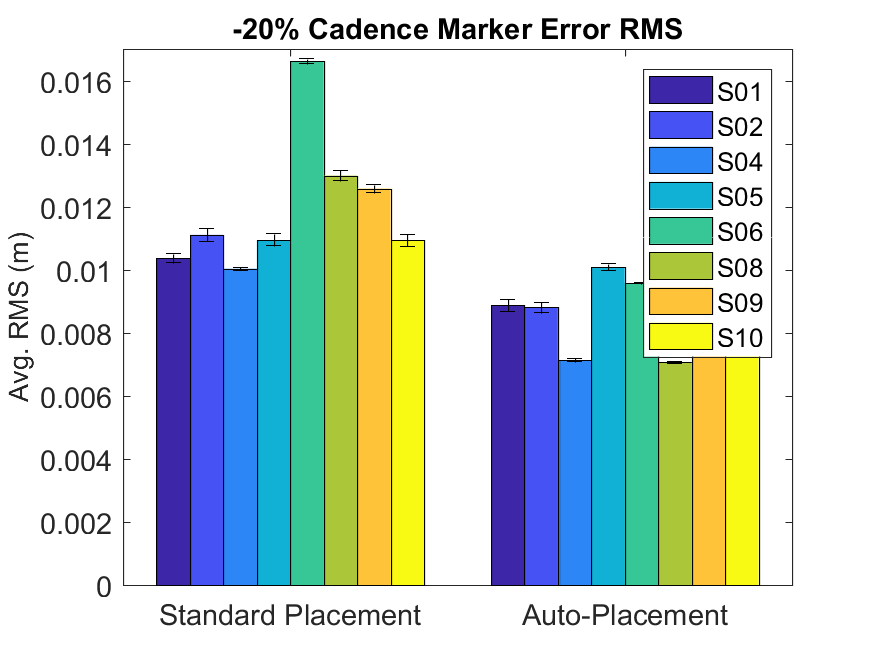 -20% Cadence Marker Error RMS
Avg. RMS (m)
0.016
0.014
0.012
0.01
0.008
0.006
0.004
0.002
0
Standard Placement
Auto-Placement
S01
S02
S04
S05
S06
S08
S09
S10